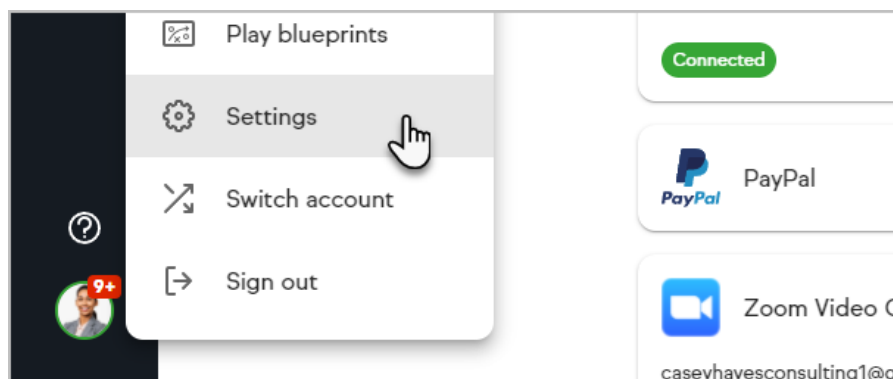 Play blueprints
Settings
Switch account
Sign out
9+
Connected
PayPal
PayPal
Zoom Video